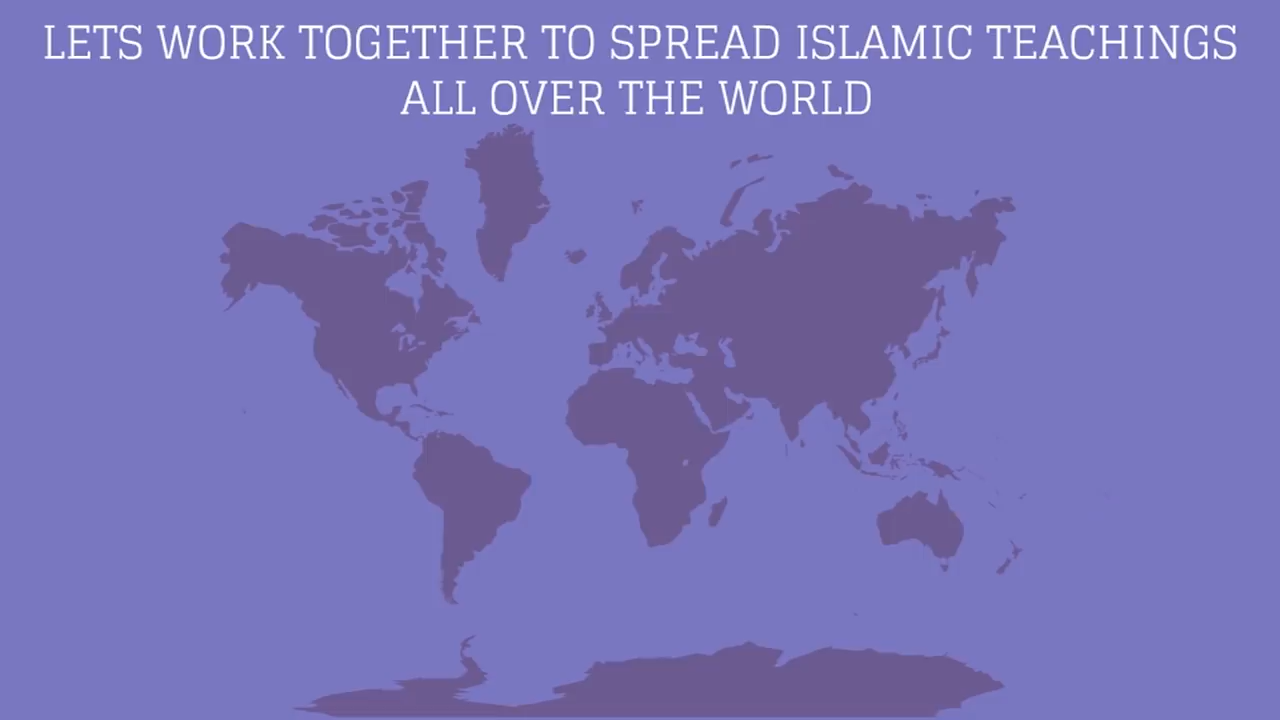 LETS WORK TOGETHER TO SPREAD ISLAMIC TEACHINGS
ALL OVER THE WORLD